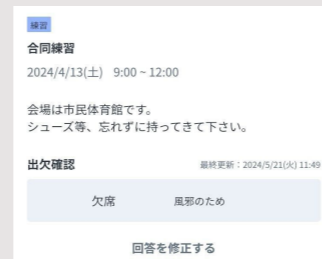 練習
合同練習
2024/4/13(土) 9:00 ~ 12:00
会場は市民体育館です。
シューズ等、忘れずに持ってきて下さい。
出欠確認 最終更新：2024/5/21(火) 11:49
欠席 風邪のため
回答を修正する